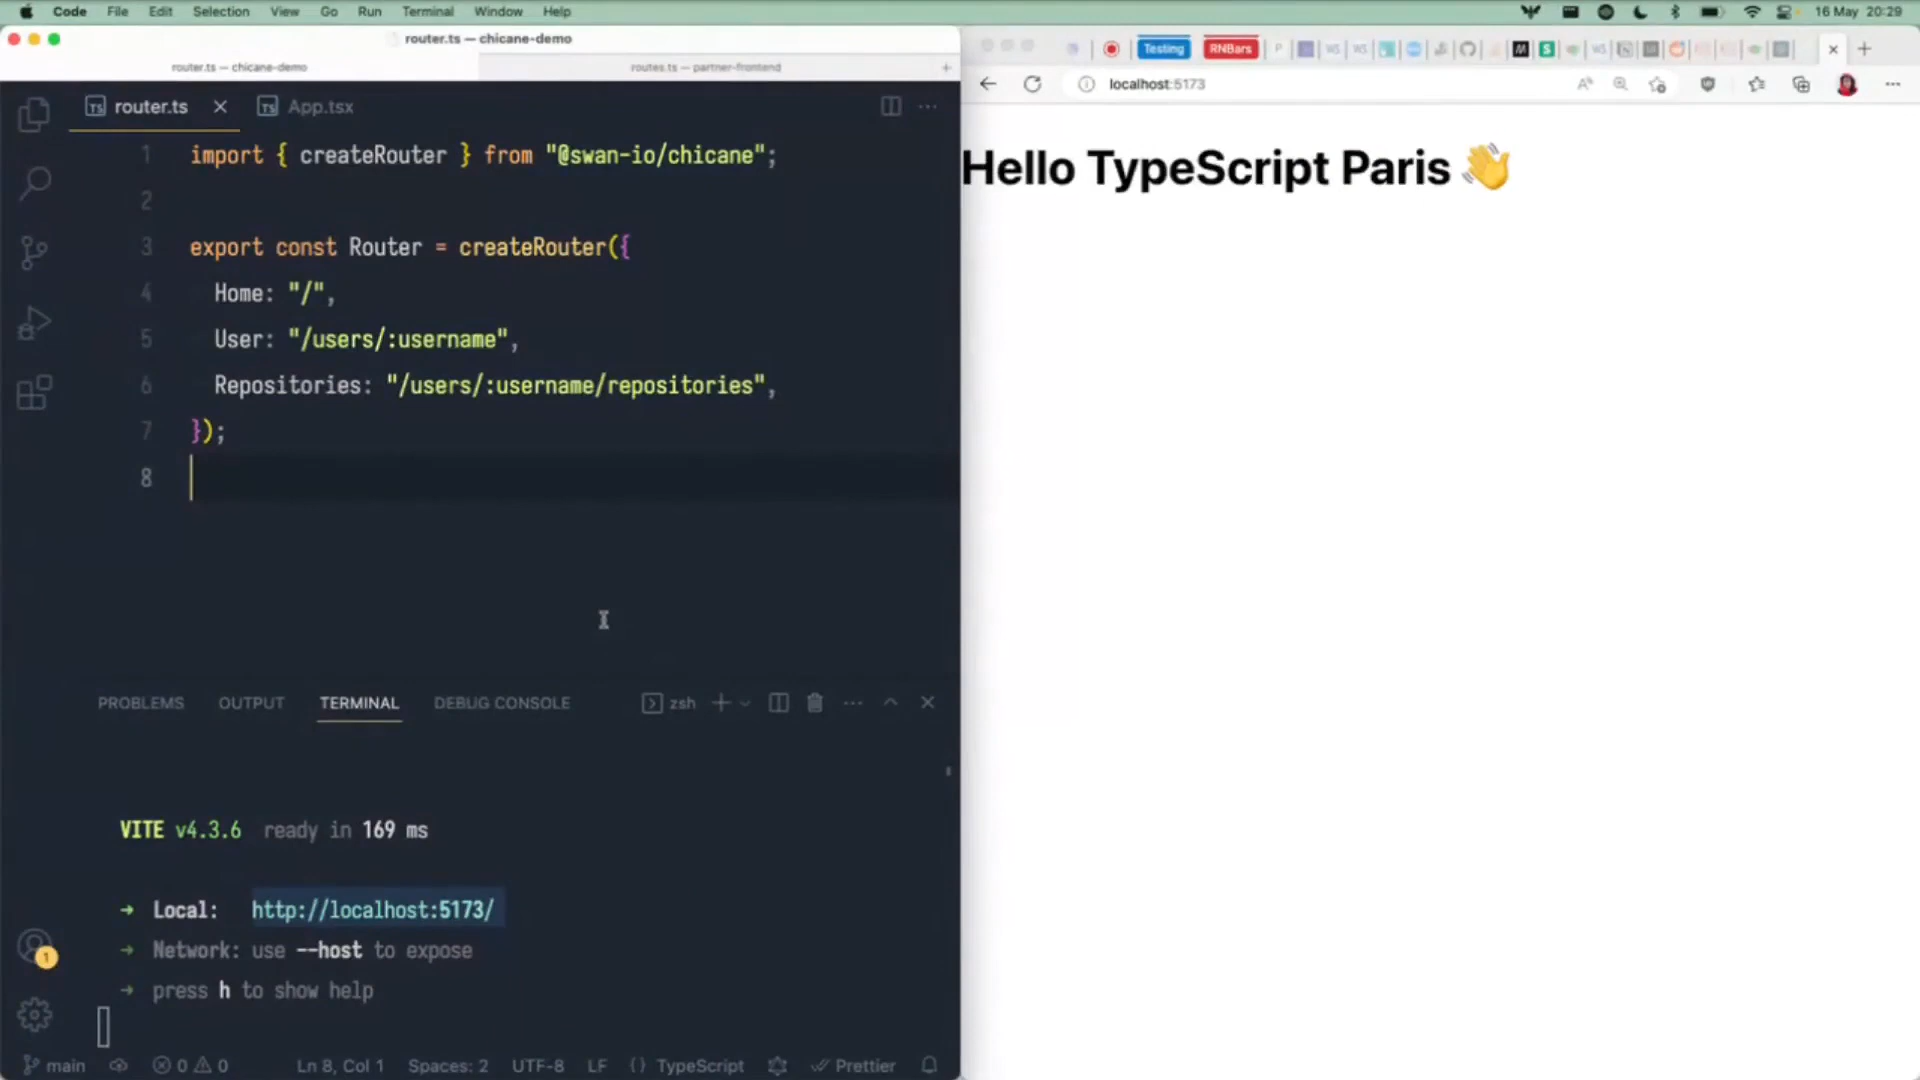 Code File Edit Selection View Go Run Terminal Window Help
16 May 20:29
router.ts — chicane-demo
router.ts — chicane-demo
routes.ts — partner-frontend
Testing
RNBars
localhost:5173
TS router.ts
TS App.tsx
1 import { createRouter } from "@swan-io/chicane";
2
3 export const Router = createRouter({
4 Home: "/",
5 User: "/users/:username",
6 Repositories: "/users/:username/repositories",
7 });
8
Hello TypeScript Paris 👋
PROBLEMS OUTPUT TERMINAL DEBUG CONSOLE
zsh
VITE v4.3.6 ready in 169 ms
➜ Local: http://localhost:5173/
➜ Network: use --host to expose
➜ press h to show help
1
main 0 0 Ln 8, Col 1 Spaces: 2 UTF-8 LF {} TypeScript Prettier